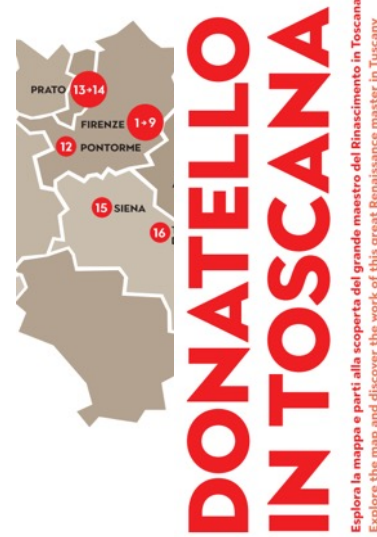 PRATO 13→14
FIRENZE 1→9
12 PONTORME
15 SIENA
16
DONATELLO
IN TOSCANA
Esplora la mappa e parti alla scoperta del grande maestro del Rinascimento in Toscana
Explore the map and discover the work of this great Renaissance master in Tuscany